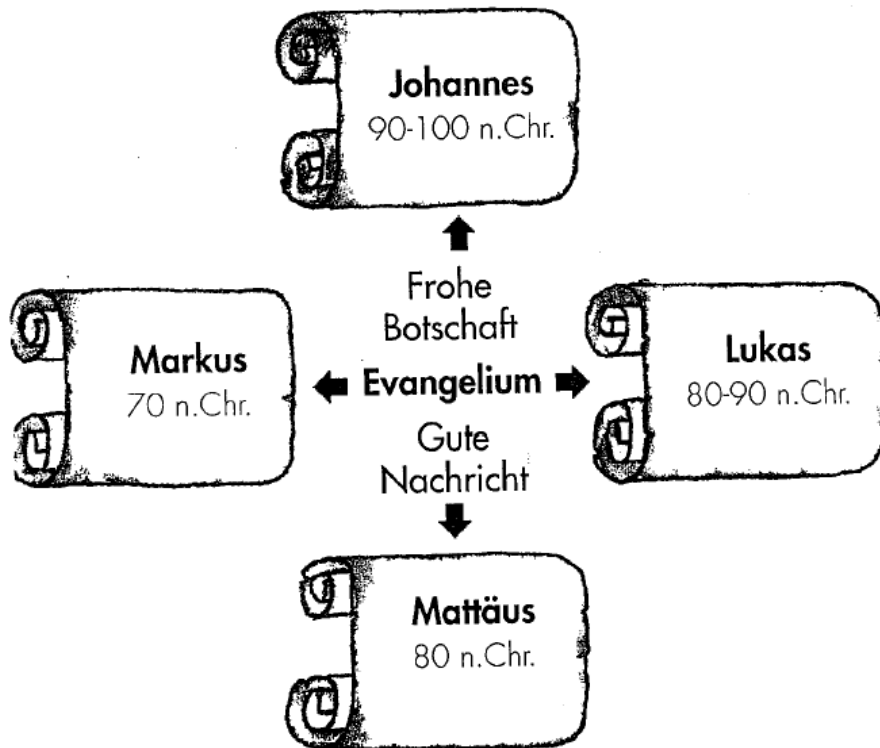 Johannes
90-100 n.Chr.
Frohe
Botschaft
Markus
70 n.Chr.
Evangelium
Lukas
80-90 n.Chr.
Gute
Nachricht
Mattäus
80 n.Chr.